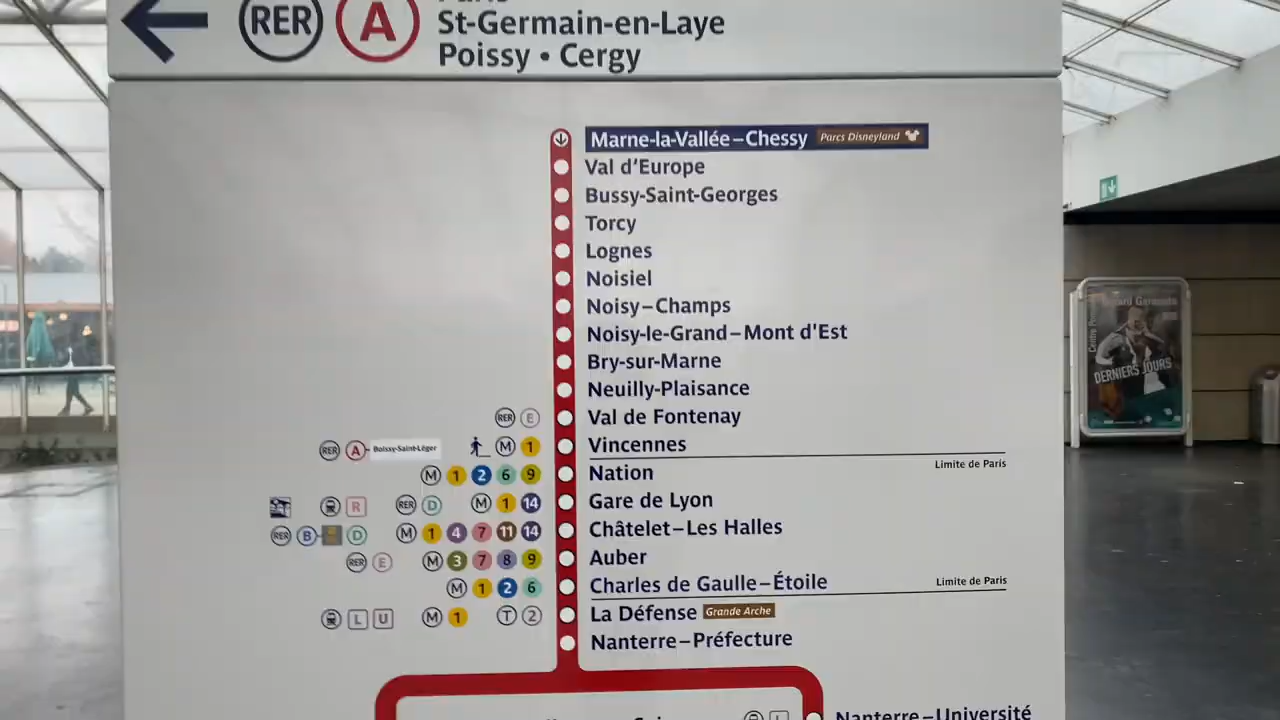 RER A
St-Germain-en-Laye
Poissy • Cergy
Marne-la-Vallée–Chessy Parcs Disneyland
Val d'Europe
Bussy-Saint-Georges
Torcy
Lognes
Noisiel
Noisy–Champs
Noisy-le-Grand–Mont d'Est
Bry-sur-Marne
Neuilly-Plaisance
RER E Val de Fontenay
RER A Boissy-Saint-Léger M 1 Vincennes
Limite de Paris
M 1 2 6 9 Nation
R RER D M 1 14 Gare de Lyon
RER B D M 1 4 7 11 14 Châtelet–Les Halles
RER E M 3 7 8 9 Auber
M 1 2 6 Charles de Gaulle–Étoile
Limite de Paris
L U M 1 T 2 La Défense Grande Arche
Nanterre–Préfecture
Nanterre–Université
DERNIERS JOURS